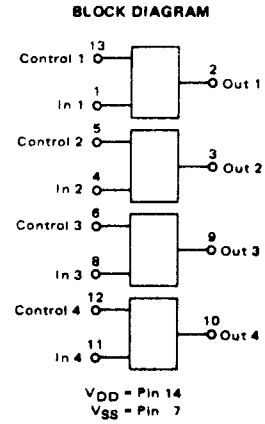 BLOCK DIAGRAM
13
Control 1
2
Out 1
1
In 1
5
Control 2
3
Out 2
4
In 2
6
Control 3
9
Out 3
8
In 3
12
Control 4
10
Out 4
11
In 4
VDD = Pin 14
VSS = Pin 7